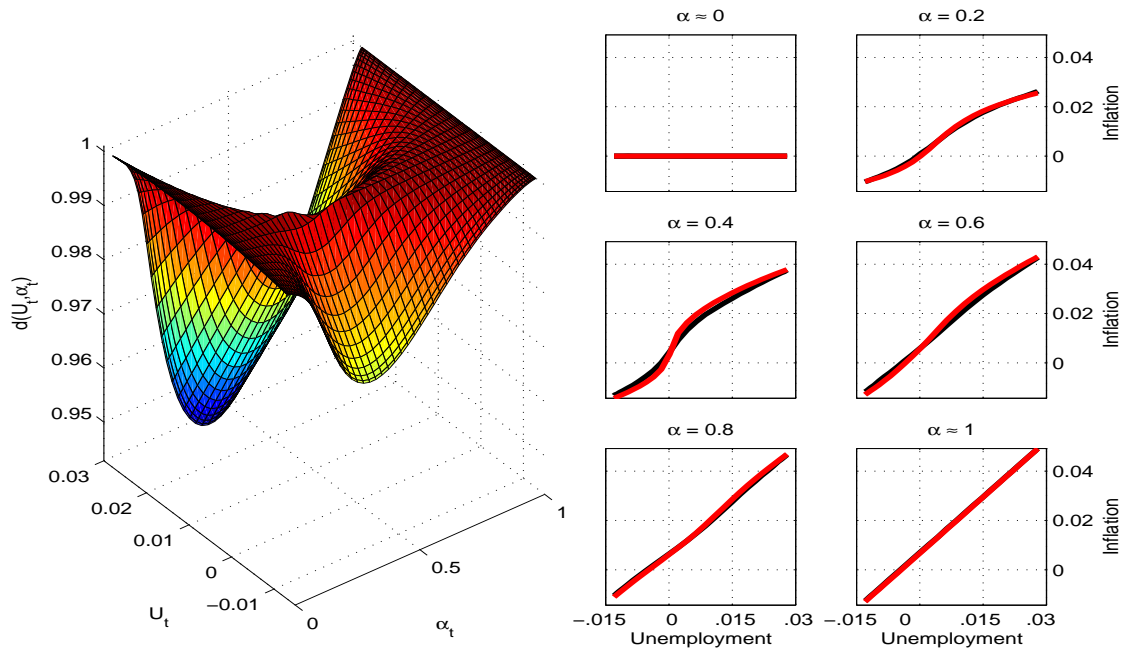 1
0.99
0.98
0.97
0.96
0.95
d(U_t,α_t)
0.03
0.02
0.01
0
−0.01
U_t
0
0.5
1
α_t
α ≈ 0
α = 0.2
0.04
0.02
0
Inflation
α = 0.4
α = 0.6
0.04
0.02
0
α = 0.8
α ≈ 1
0.04
0.02
0
Inflation
−.015 0 .015 .03
Unemployment
−.015 0 .015 .03
Unemployment